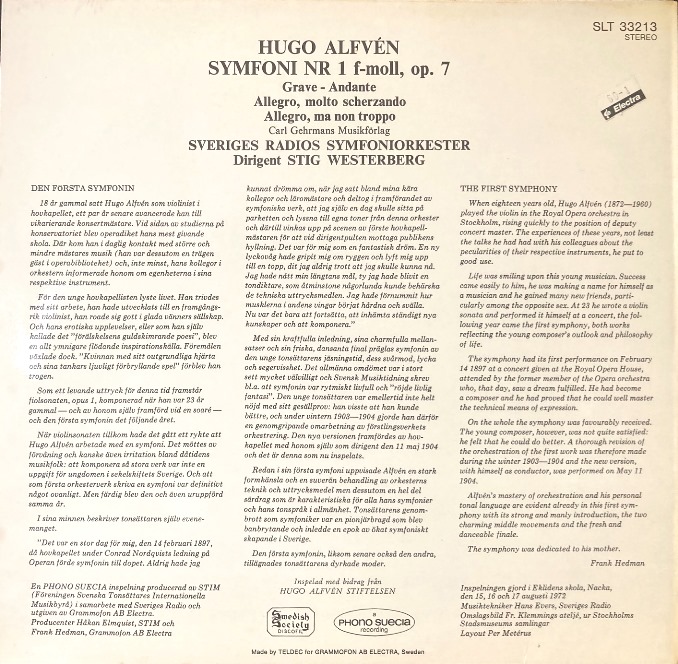 SLT 33213
STEREO
HUGO ALFVÉN
SYMFONI NR 1 f-moll, op. 7
Grave - Andante
Allegro, molto scherzando
Allegro, ma non troppo
Carl Gehrmans Musikförlag
SVERIGES RADIOS SYMFONIORKESTER
Dirigent STIG WESTERBERG
Electra
DEN FÖRSTA SYMFONIN
18 år gammal satt Hugo Alfvén som violinist i
hovkapellet, ett par år senare avancerade han till
vikarierande konsertmästare. Vid sidan av studierna på
konservatoriet blev operadiket hans mest givande
skola. Där kom han i daglig kontakt med större och
mindre mästares musik (han var dessutom en trägen
gäst i operabiblioteket) och, inte minst, hans kollegor i
orkestern informerade honom om egenheterna i sina
respektive instrument.
För den unge hovkapellisten lyste livet. Han trivdes
med sitt arbete, han hade utvecklats till en framgångs-
rik violinist, han roade sig gott i glada vänners sällskap.
Och hans erotiska upplevelser, eller som han själv
kallade det "förälskelsens guldskimrande poesi", blev
en allt ymnigare flödande inspirationskälla. Föremålen
växlade dock. "Kvinnan med sitt outgrundliga hjärta
och sina tankars ljuvligt förbryllande spel" förblev han
trogen.
Som ett levande uttryck för denna tid framstår
fiolsonaten, opus 1, komponerad när han var 23 år
gammal — och av honom själv framförd vid en soaré —
och den första symfonin det följande året.
När violinsonaten tillkom hade det gått ett rykte att
Hugo Alfvén arbetade med en symfoni. Det möttes av
förvåning och kanske även irritation bland dåtidens
musikfolk: att komponera så stora verk var inte en
uppgift för ungdomen i sekelskiftets Sverige. Och att
som första orkesterverk skriva en symfoni var definitivt
något ovanligt. Men färdig blev den och även uruppförd
samma år.
I sina minnen beskriver tonsättaren själv evene-
manget.
"Det var en stor dag för mig, den 14 februari 1897,
då hovkapellet under Conrad Nordqvists ledning på
Operan förde symfonin till dopet. Aldrig hade jag
kunnat drömma om, när jag satt bland mina kära
kollegor och läromästare och deltog i framförandet av
symfoniska verk, att jag själv en dag skulle sitta på
parketten och lyssna till egna toner från denna orkester
och därtill vinkas upp på scenen av förste hovkapell-
mästaren för att vid dirigentpulten mottaga publikens
hyllning. Det var för mig som en fantastisk dröm. En ny
lyckovåg hade gripit mig om ryggen och lyft mig upp
till en topp, dit jag aldrig trott att jag skulle kunna nå.
Jag hade nått min längtans mål, ty jag hade blivit en
tondiktare, som åtminstone någorlunda kunde behärska
de tekniska uttrycksmedlen. Jag hade förnummit hur
musklerna i andens vingar börjat hårdna och svälla.
Nu var det bara att fortsätta, att inhämta ständigt nya
kunskaper och att komponera."
Med sin kraftfulla inledning, sina charmfulla mellan-
satser och sin friska, dansanta final präglas symfonin av
den unge tonsättarens jäsningstid, dess svärmod, lycka
och segervisshet. Det allmänna omdömet var i stort
sett mycket välvilligt och Svensk Musiktidning skrev
bl.a. att symfonin var rytmiskt livfull och "röjde livlig
fantasi". Den unge tonsättaren var emellertid inte helt
nöjd med sitt gesällprov: han visste att han kunde
bättre, och under vintern 1903—1904 gjorde han därför
en genomgripande omarbetning av förstlingsverkets
orkestrering. Den nya versionen framfördes av hov-
kapellet med honom själv som dirigent den 11 maj 1904
och det är denna som nu inspelats.
Redan i sin första symfoni uppvisade Alfvén en stark
formkänsla och en suverän behandling av orkesterns
teknik och uttrycksmedel men dessutom en hel del
särdrag som är karakteristiska för alla hans symfonier
och hans tonspråk i allmänhet. Tonsättarens genom-
brott som symfoniker var en pionjärbragd som blev
banbrytande och inledde en epok av ökat symfoniskt
skapande i Sverige.
Den första symfonin, liksom senare också den andra,
tillägnades tonsättarens dyrkade moder.
THE FIRST SYMPHONY
When eighteen years old, Hugo Alfvén (1872—1960)
played the violin in the Royal Opera orchestra in
Stockholm, rising quickly to the position of deputy
concert master. The experiences of these years, not least
the talks he had had with his colleagues about the
pecularities of their respective instruments, he put to
good use.
Life was smiling upon this young musician. Success
came easily to him, he was making a name for himself as
a musician and he gained many new friends, parti-
cularly among the opposite sex. At 23 he wrote a violin
sonata and performed it himself at a concert, the fol-
lowing year came the first symphony, both works
reflecting the young composer's outlook and philosophy
of life.
The symphony had its first performance on February
14 1897 at a concert given at the Royal Opera House,
attended by the former member of the Opera orchestra
who, that day, saw a dream fulfilled. He had become
a composer and he had proved that he could well master
the technical means of expression.
On the whole the symphony was favourably received.
The young composer, however, was not quite satisfied:
he felt that he could do better. A thorough revision of
the orchestration of the first work was therefore made
during the winter 1903—1904 and the new version,
with himself as conductor, was performed on May 11
1904.
Alfvén's mastery of orchestration and his personal
tonal language are evident already in this first sym-
phony with its strong and manly introduction, the two
charming middle movements and the fresh and
danceable finale.
The symphony was dedicated to his mother.
Frank Hedman
En PHONO SUECIA inspelning producerad av STIM
(Föreningen Svenska Tonsättares Internationella
Musikbyrå) i samarbete med Sveriges Radio och
utgiven av Grammofon AB Electra.
Producenter Håkan Elmquist, STIM och
Frank Hedman, Grammofon AB Electra
Inspelad med bidrag från
HUGO ALFVÉN STIFTELSEN
Swedish
Society
DISCOFIL
PHONO SUECIA
recording
Inspelningen gjord i Eklidens skola, Nacka,
den 15, 16 och 17 augusti 1972
Musiktekniker Hans Evers, Sveriges Radio
Omslagsbild Fr. Klemmings ateljé, ur Stockholms
Stadsmuseums samlingar
Layout Per Metérus
Made by TELDEC for GRAMMOFON AB ELECTRA, Sweden